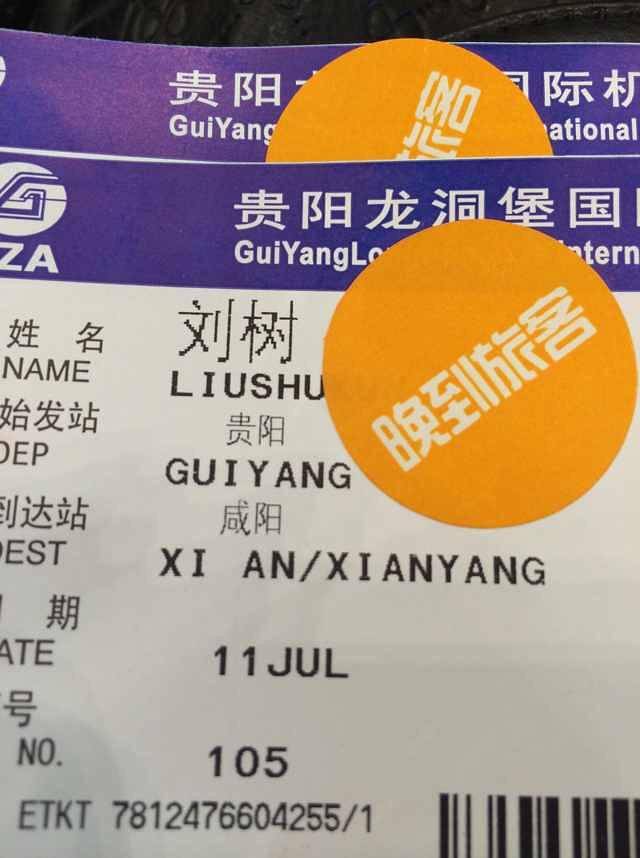 贵阳
国际机
GuiYang
national
旅客
ZA
贵阳龙洞堡国
GuiYangLo
Intern
晚到旅客
姓名 刘树
NAME LIUSHU
始发站 贵阳
DEP GUIYANG
到达站 咸阳
DEST XI AN/XIANYANG
期
ATE 11JUL
号
NO. 105
ETKT 7812476604255/1